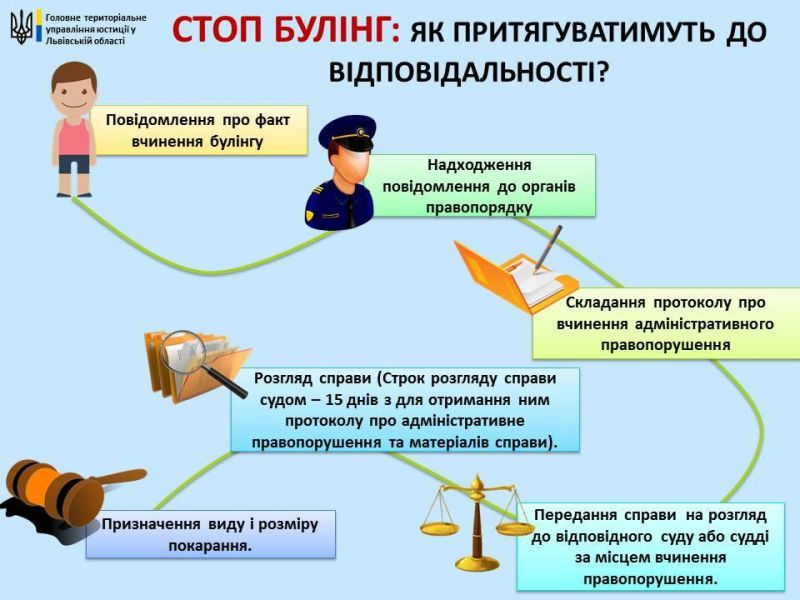 Головне територіальне
управління юстиції у
Львівській області
СТОП БУЛІНГ: ЯК ПРИТЯГУВАТИМУТЬ ДО
ВІДПОВІДАЛЬНОСТІ?
Повідомлення про факт
вчинення булінгу
Надходження
повідомлення до органів
правопорядку
Складання протоколу про
вчинення адміністративного
правопорушення
Розгляд справи (Строк розгляду справи
судом – 15 днів з для отримання ним
протоколу про адміністративне
правопорушення та матеріалів справи).
Призначення виду і розміру
покарання.
Передання справи на розгляд
до відповідного суду або судді
за місцем вчинення
правопорушення.